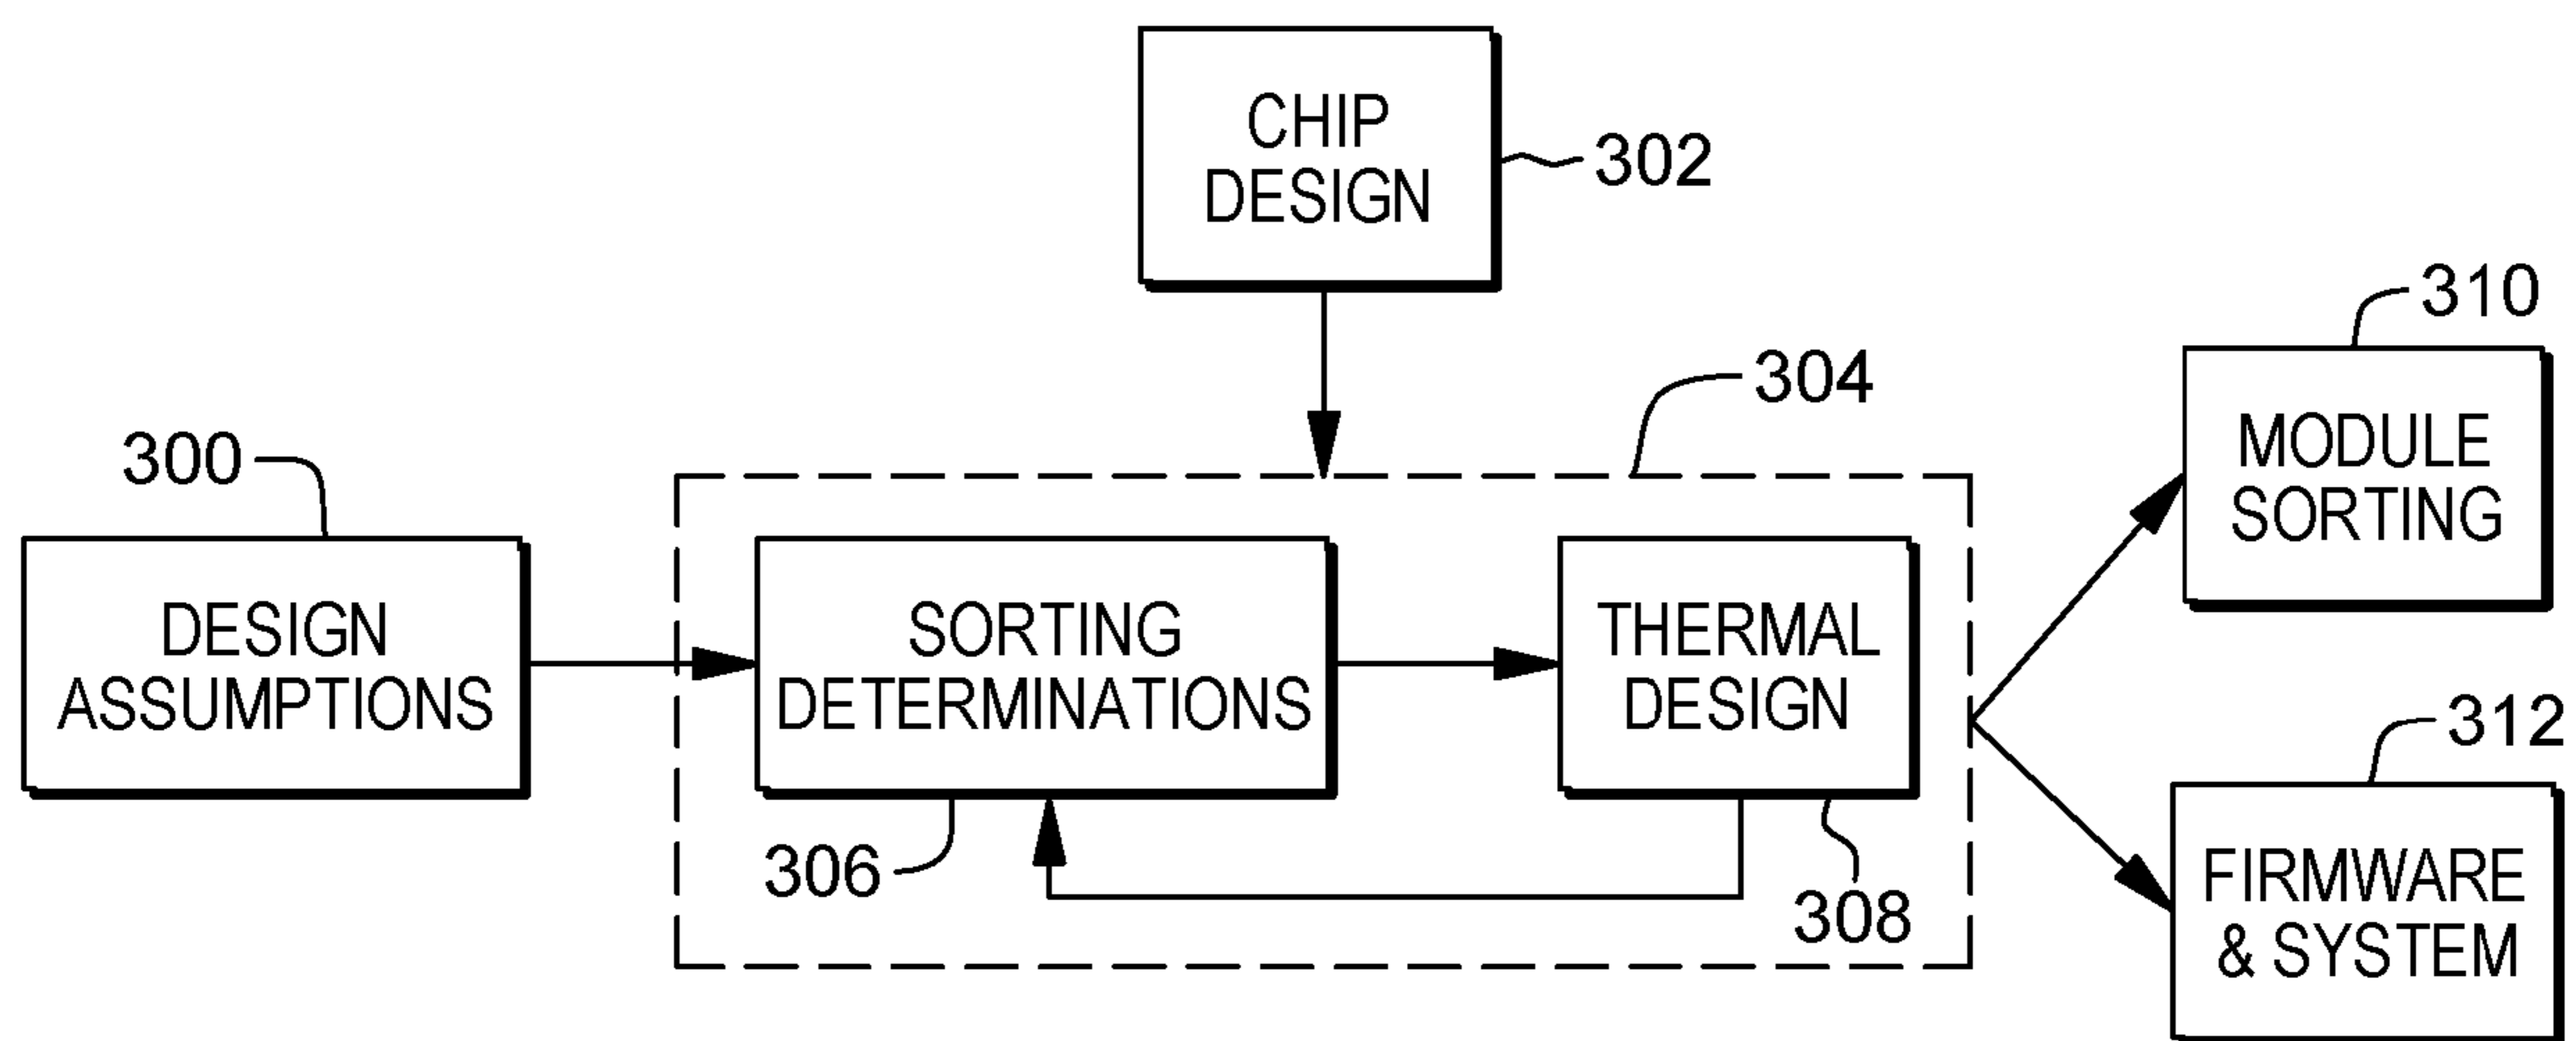 CHIP
DESIGN
302
310
304
MODULE
SORTING
300
DESIGN
ASSUMPTIONS
SORTING
DETERMINATIONS
THERMAL
DESIGN
312
306
308
FIRMWARE
& SYSTEM